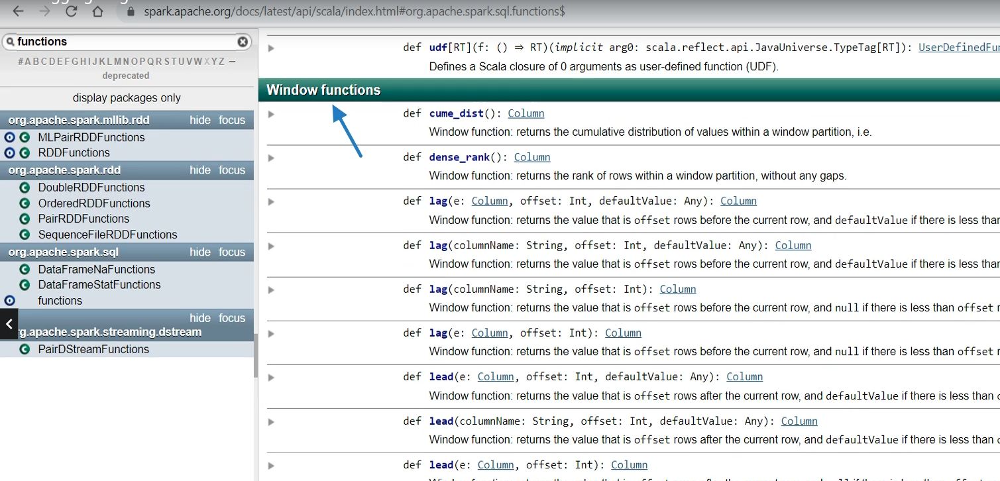 spark.apache.org/docs/latest/api/scala/index.html#org.apache.spark.sql.functions$
functions
#ABCDEFGHIJKLMNOPQRSTUVWXYZ –
deprecated
display packages only
org.apache.spark.mllib.rdd hide focus
MLPairRDDFunctions
RDDFunctions
org.apache.spark.rdd hide focus
DoubleRDDFunctions
OrderedRDDFunctions
PairRDDFunctions
SequenceFileRDDFunctions
org.apache.spark.sql hide focus
DataFrameNaFunctions
DataFrameStatFunctions
functions
hide focus
rg.apache.spark.streaming.dstream
PairDStreamFunctions
def udf[RT](f: () ⇒ RT)(implicit arg0: scala.reflect.api.JavaUniverse.TypeTag[RT]): UserDefinedFu
Defines a Scala closure of 0 arguments as user-defined function (UDF).
Window functions
def cume_dist(): Column
Window function: returns the cumulative distribution of values within a window partition, i.e.
def dense_rank(): Column
Window function: returns the rank of rows within a window partition, without any gaps.
def lag(e: Column, offset: Int, defaultValue: Any): Column
Window function: returns the value that is offset rows before the current row, and defaultValue if there is less than
def lag(columnName: String, offset: Int, defaultValue: Any): Column
Window function: returns the value that is offset rows before the current row, and defaultValue if there is less than
def lag(columnName: String, offset: Int): Column
Window function: returns the value that is offset rows before the current row, and null if there is less than offset r
def lag(e: Column, offset: Int): Column
Window function: returns the value that is offset rows before the current row, and null if there is less than offset r
def lead(e: Column, offset: Int, defaultValue: Any): Column
Window function: returns the value that is offset rows after the current row, and defaultValue if there is less than
def lead(columnName: String, offset: Int, defaultValue: Any): Column
Window function: returns the value that is offset rows after the current row, and defaultValue if there is less than
def lead(e: Column, offset: Int): Column